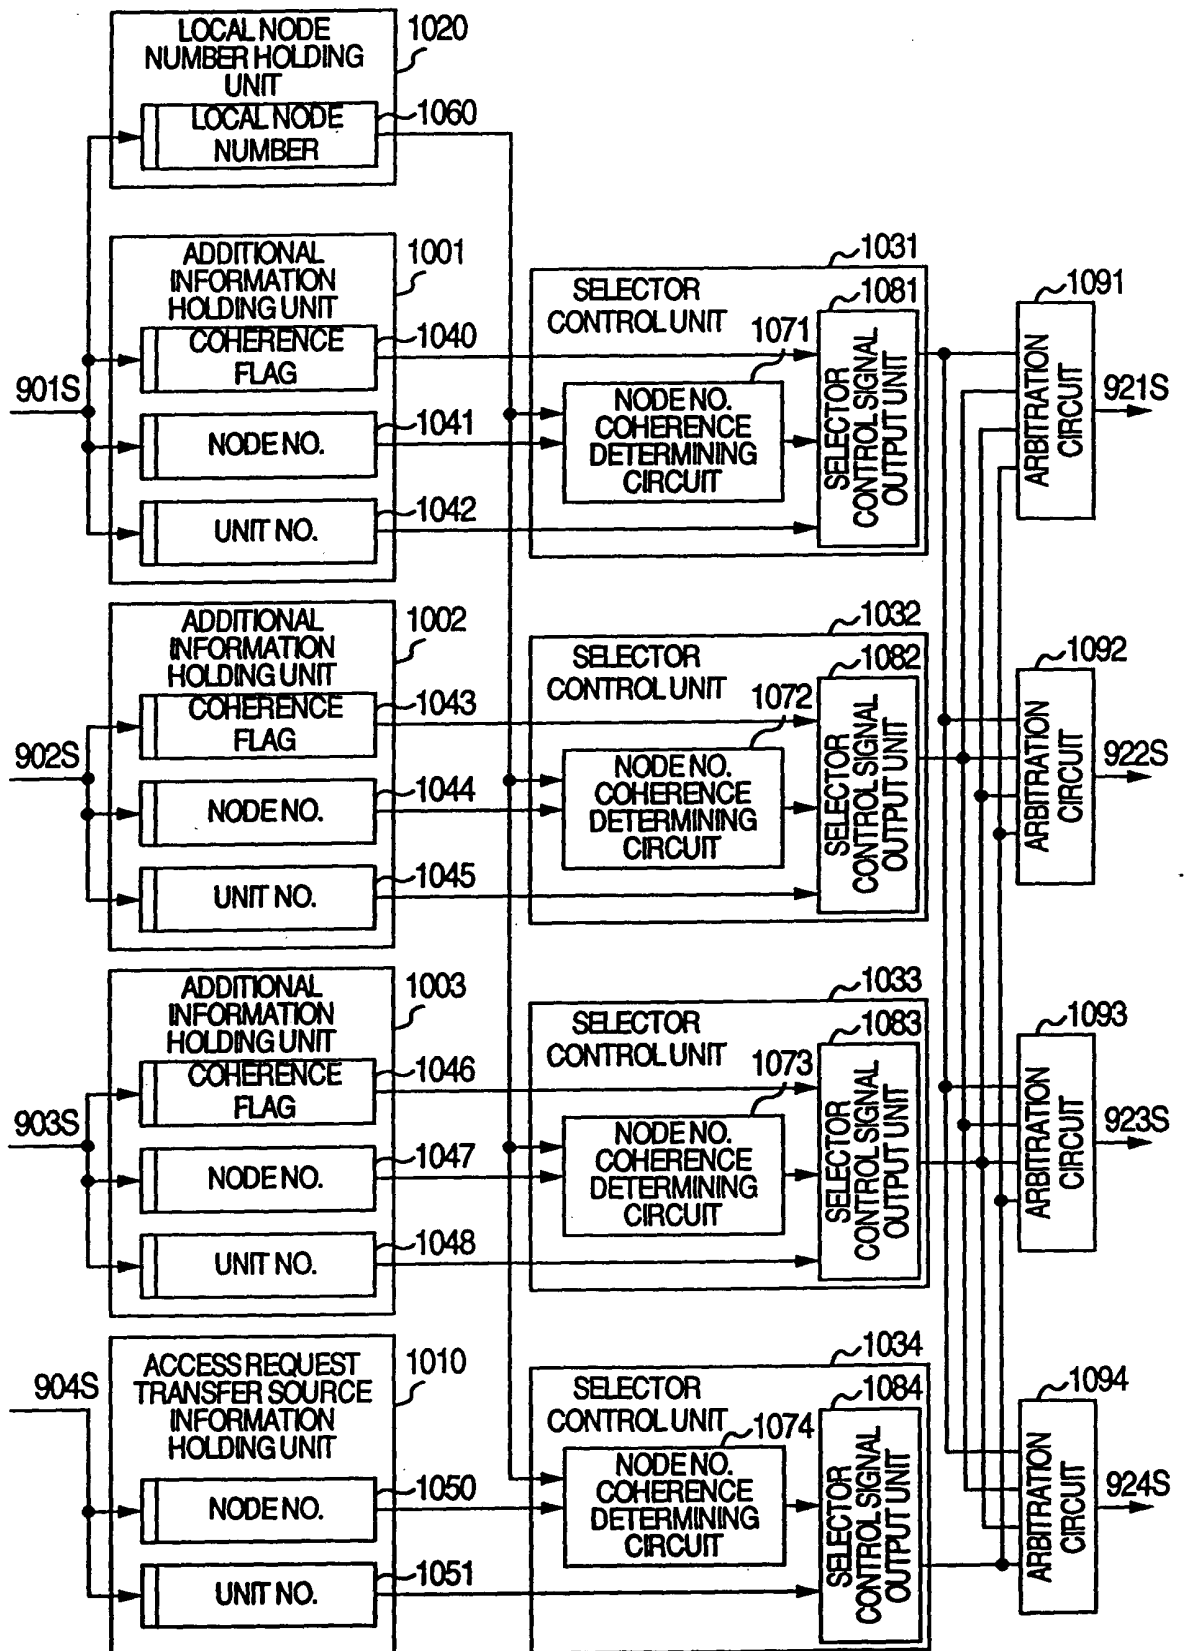 LOCAL NODE
NUMBER HOLDING
UNIT
1020
LOCAL NODE
NUMBER
1060
901S
ADDITIONAL
INFORMATION
HOLDING UNIT
1001
COHERENCE
FLAG
1040
NODE NO.
1041
UNIT NO.
1042
1031
SELECTOR
CONTROL UNIT
1081
1071
NODE NO.
COHERENCE
DETERMINING
CIRCUIT
SELECTOR
CONTROL SIGNAL
OUTPUT UNIT
1091
ARBITRATION
CIRCUIT
921S
902S
ADDITIONAL
INFORMATION
HOLDING UNIT
1002
COHERENCE
FLAG
1043
NODE NO.
1044
UNIT NO.
1045
1032
SELECTOR
CONTROL UNIT
1082
1072
NODE NO.
COHERENCE
DETERMINING
CIRCUIT
SELECTOR
CONTROL SIGNAL
OUTPUT UNIT
1092
ARBITRATION
CIRCUIT
922S
903S
ADDITIONAL
INFORMATION
HOLDING UNIT
1003
COHERENCE
FLAG
1046
NODE NO.
1047
UNIT NO.
1048
1033
SELECTOR
CONTROL UNIT
1083
1073
NODE NO.
COHERENCE
DETERMINING
CIRCUIT
SELECTOR
CONTROL SIGNAL
OUTPUT UNIT
1093
ARBITRATION
CIRCUIT
923S
904S
ACCESS REQUEST
TRANSFER SOURCE
INFORMATION
HOLDING UNIT
1010
NODE NO.
1050
UNIT NO.
1051
1034
SELECTOR
CONTROL UNIT
1084
1074
NODE NO.
COHERENCE
DETERMINING
CIRCUIT
SELECTOR
CONTROL SIGNAL
OUTPUT UNIT
1094
ARBITRATION
CIRCUIT
924S